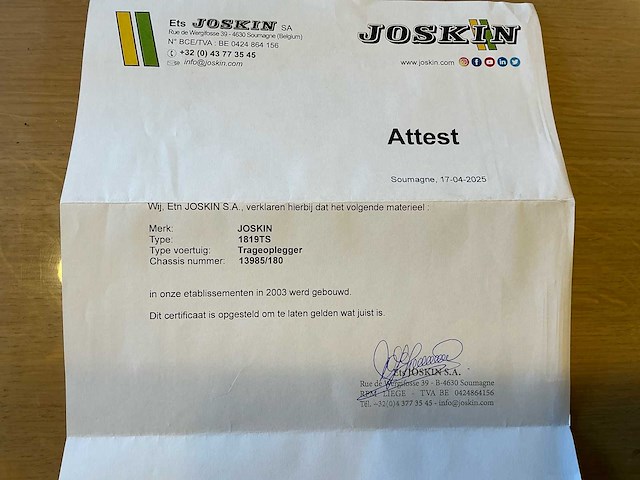 Ets JOSKIN SA
Rue de Wergifosse 39 - 4630 Soumagne (Belgium)
N° BCE/TVA : BE 0424 864 156
+32 (0) 43 77 35 45
info@joskin.com
JOSKIN
www.joskin.com
Attest
Soumagne, 17-04-2025
Wij, Etn JOSKIN S.A., verklaren hierbij dat het volgende materieel :
Merk: JOSKIN
Type: 1819TS
Type voertuig: Trageoplegger
Chassis nummer: 13985/180
in onze etablissementen in 2003 werd gebouwd.
Dit certificaat is opgesteld om te laten gelden wat juist is.
Ets JOSKIN S.A.
Rue de Wergifosse 39 - B-4630 Soumagne
RPM LIEGE - TVA BE 0424864156
Tél. +32(0)4 377 35 45 - info@joskin.com